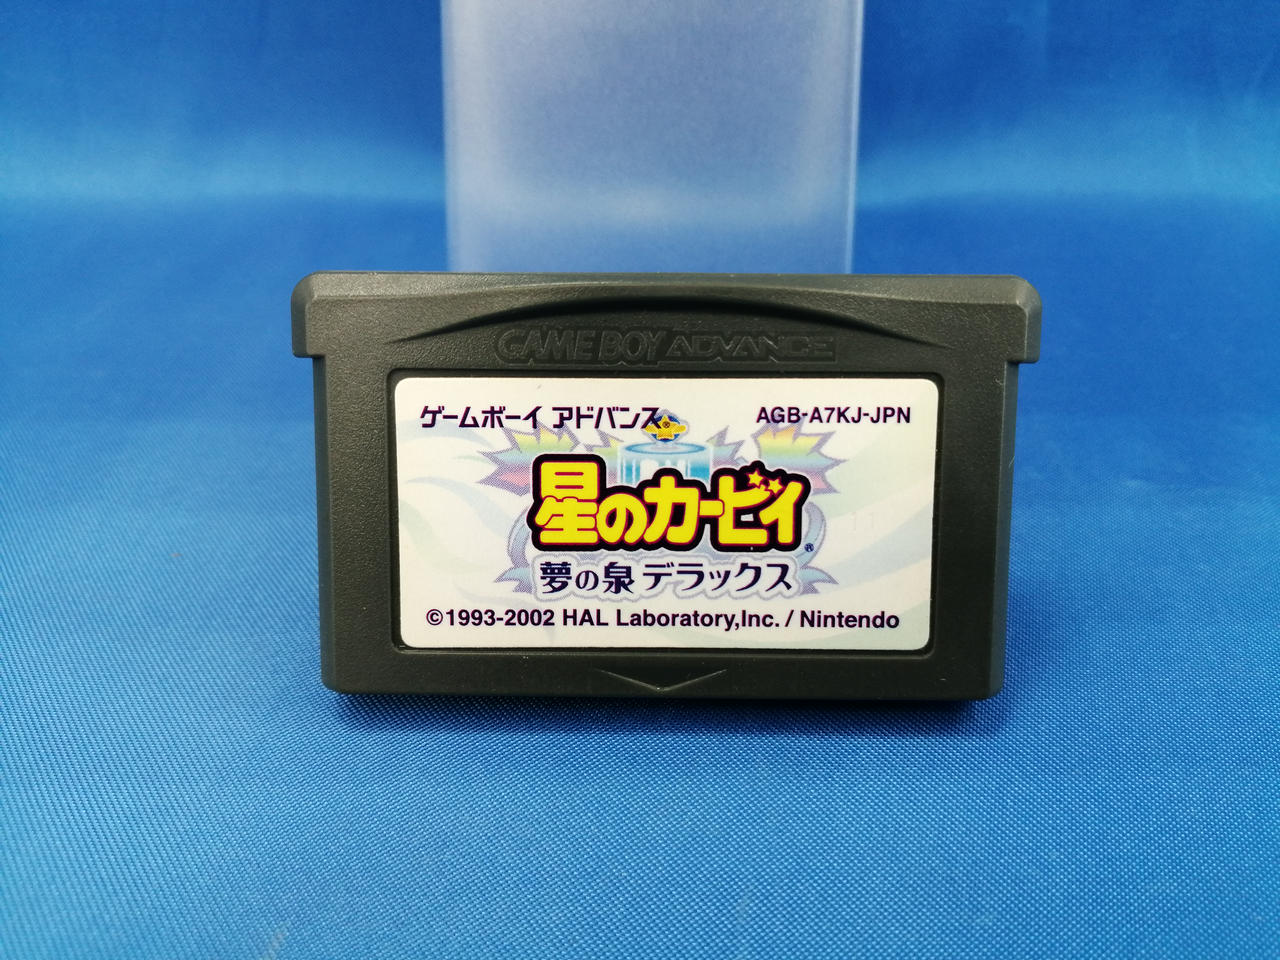 GAME BOY ADVANCE
ゲームボーイ アドバンス AGB-A7KJ-JPN
星のカービィ®
夢の泉デラックス
©1993-2002 HAL Laboratory,Inc. / Nintendo